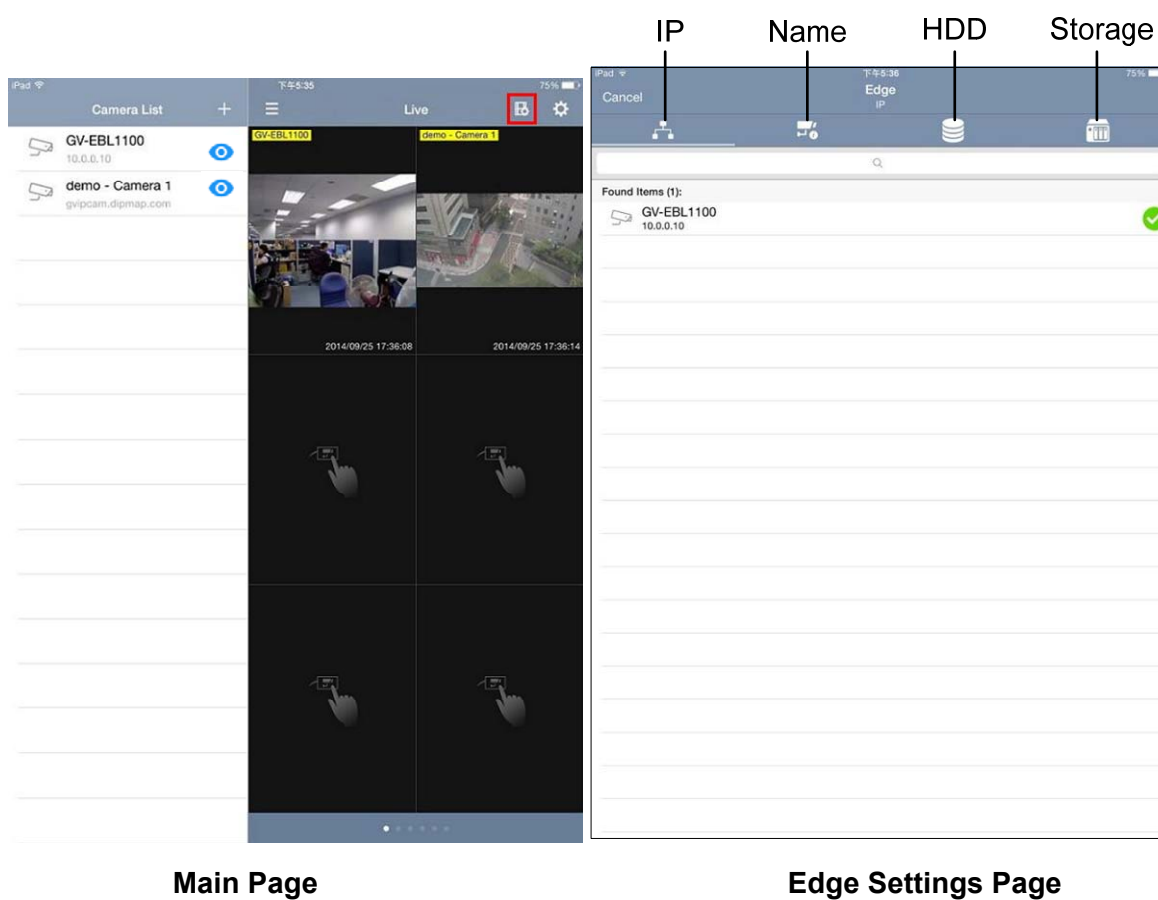 IP Name HDD Storage
iPad 下午5:35 75%
Camera List + Live
GV-EBL1100
10.0.0.10
demo - Camera 1
gvipcam.dipmap.com
GV-EBL1100 demo - Camera 1
2014/09/25 17:36:08 2014/09/25 17:36:14
iPad 下午5:36 75%
Cancel Edge
IP
Found Items (1):
GV-EBL1100
10.0.0.10
Main Page Edge Settings Page